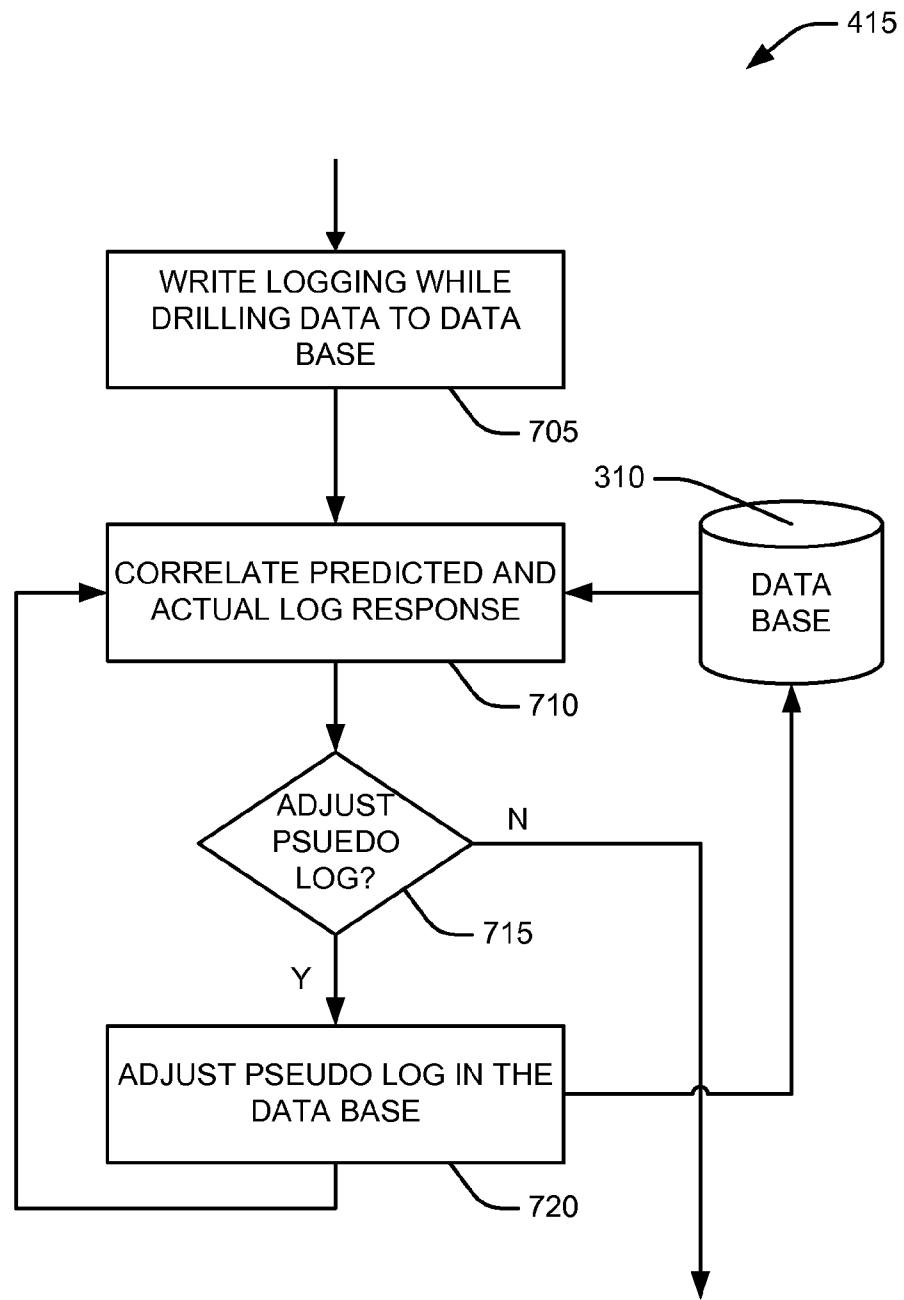 415
WRITE LOGGING WHILE
DRILLING DATA TO DATA
BASE
705
310
CORRELATE PREDICTED AND
ACTUAL LOG RESPONSE
DATA
BASE
710
ADJUST
PSUEDO
LOG?
N
715
Y
ADJUST PSEUDO LOG IN THE
DATA BASE
720